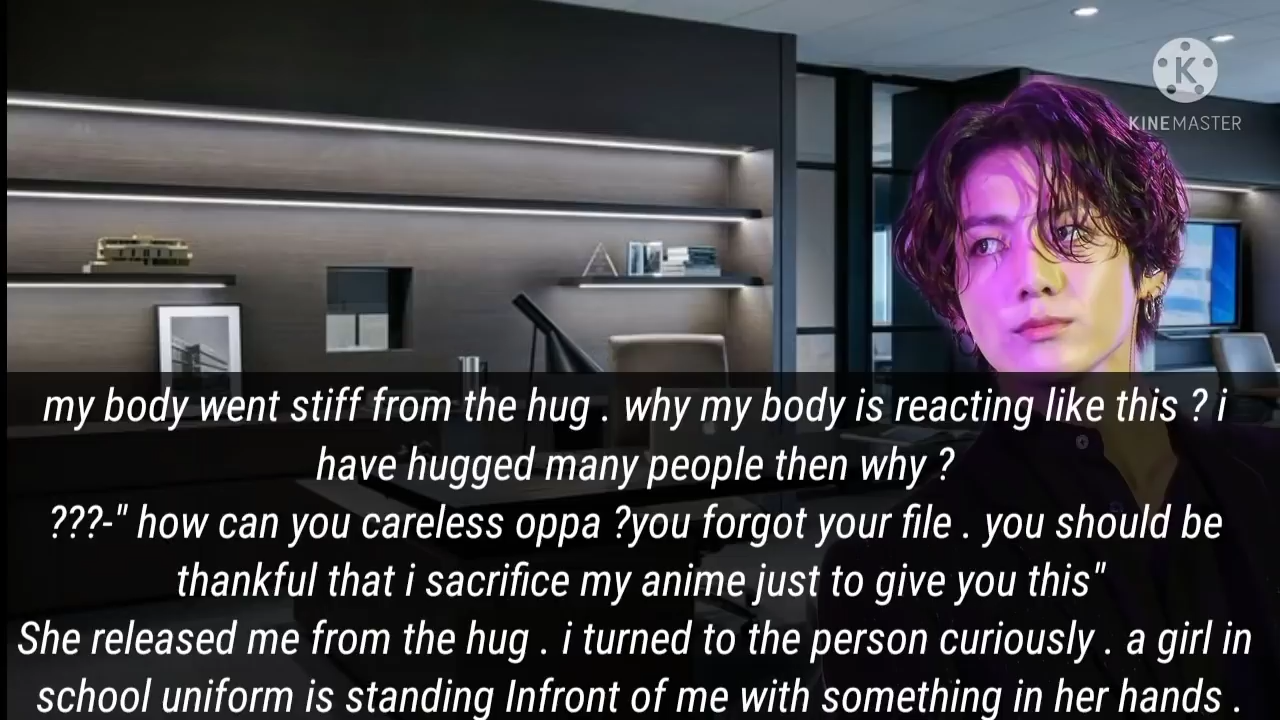 K
KINEMASTER
my body went stiff from the hug . why my body is reacting like this ? i
have hugged many people then why ?
???-" how can you careless oppa ?you forgot your file . you should be
thankful that i sacrifice my anime just to give you this"
She released me from the hug . i turned to the person curiously . a girl in
school uniform is standing Infront of me with something in her hands .